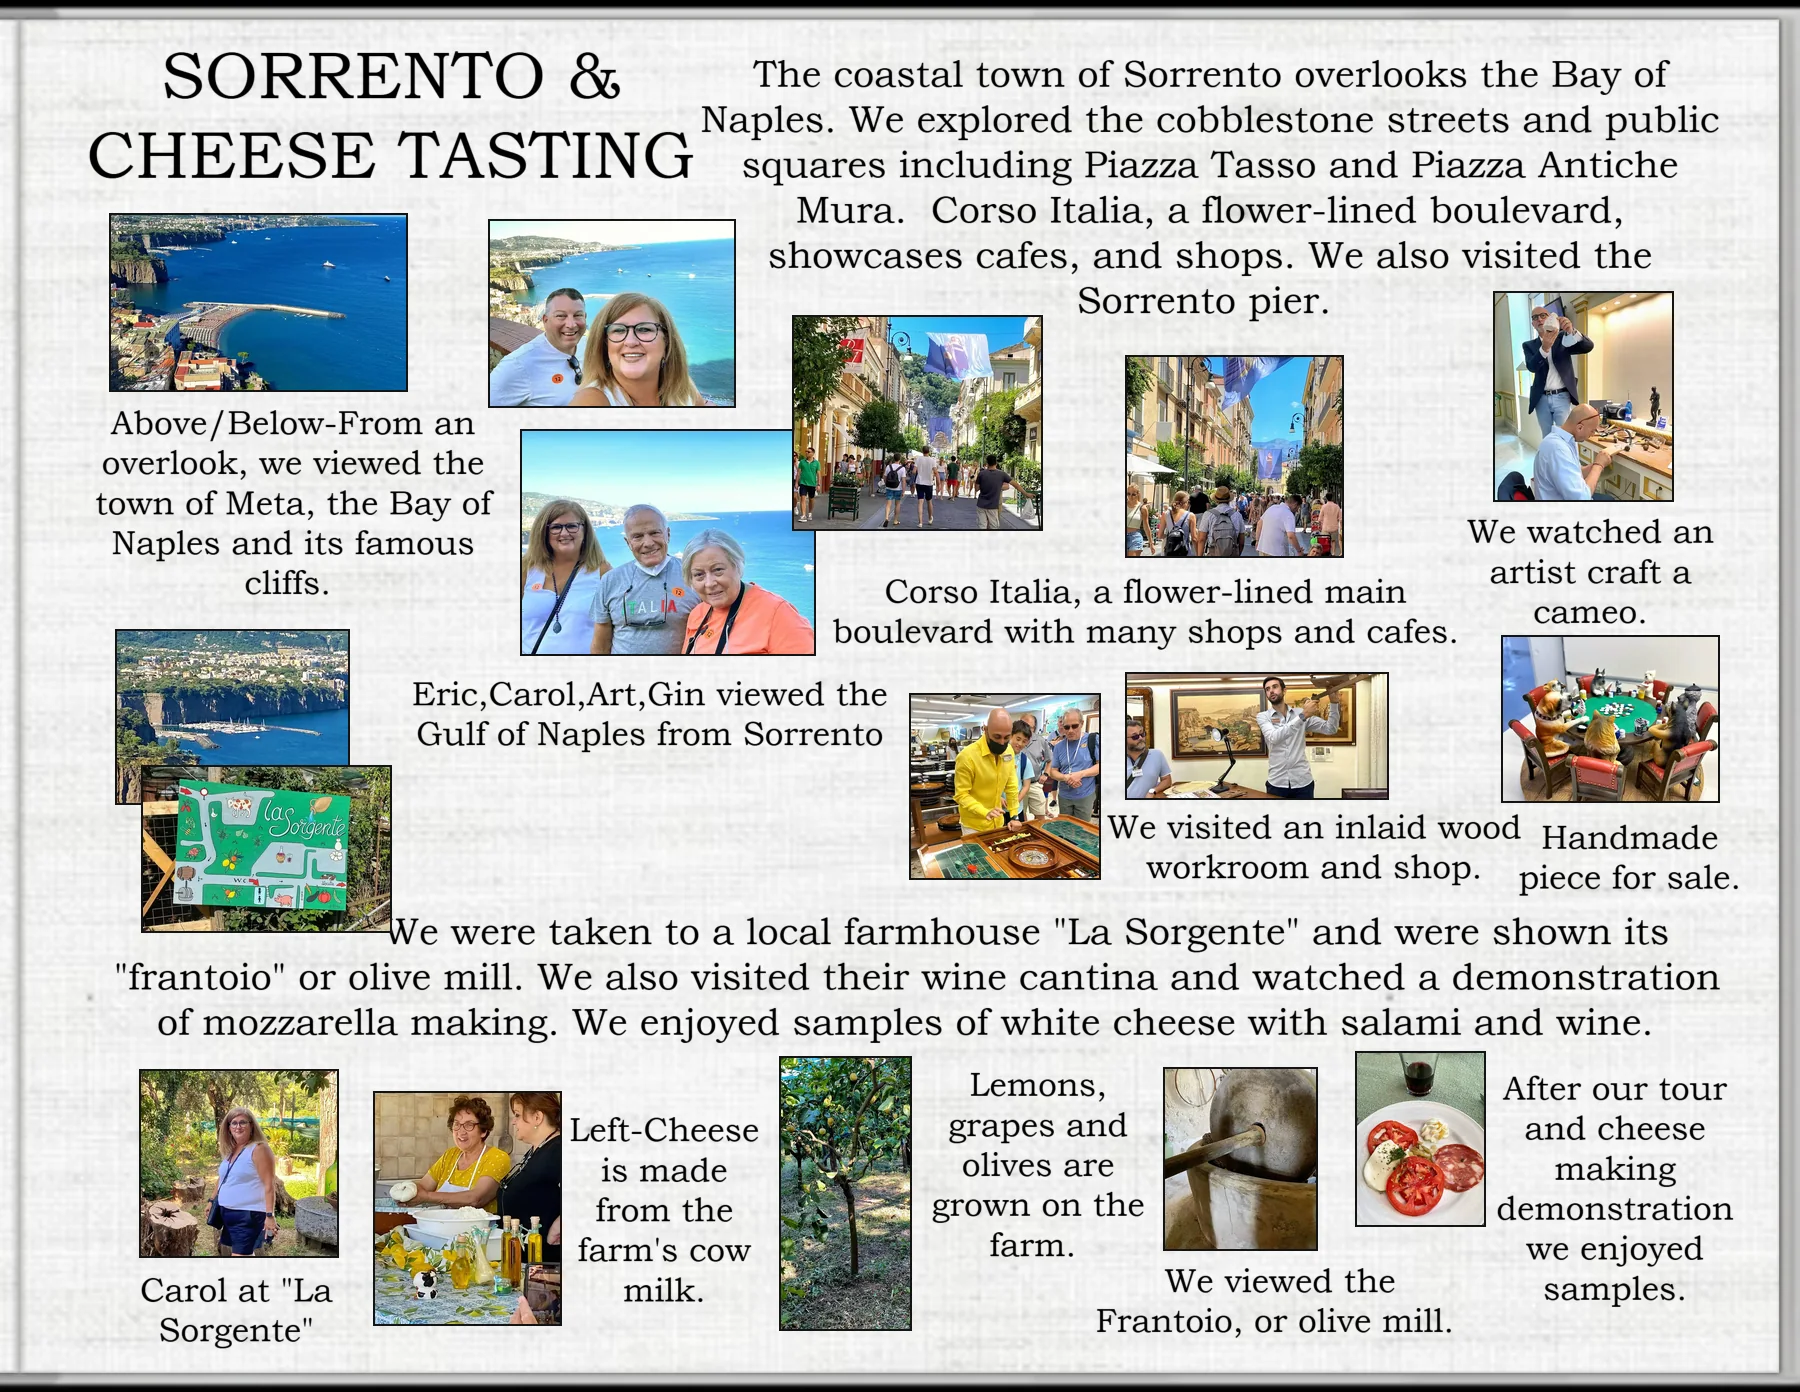 SORRENTO &
CHEESE TASTING
The coastal town of Sorrento overlooks the Bay of
Naples. We explored the cobblestone streets and public
squares including Piazza Tasso and Piazza Antiche
Mura.  Corso Italia, a flower-lined boulevard,
showcases cafes, and shops. We also visited the
Sorrento pier.
Above/Below-From an
overlook, we viewed the
town of Meta, the Bay of
Naples and its famous
cliffs.
ITALIA
12
Eric,Carol,Art,Gin viewed the
Gulf of Naples from Sorrento
Corso Italia, a flower-lined main
boulevard with many shops and cafes.
We watched an
artist craft a
cameo.
We visited an inlaid wood
workroom and shop.
Handmade
piece for sale.
la Sorgente
WC
We were taken to a local farmhouse "La Sorgente" and were shown its
"frantoio" or olive mill. We also visited their wine cantina and watched a demonstration
of mozzarella making. We enjoyed samples of white cheese with salami and wine.
Carol at "La
Sorgente"
Left-Cheese
is made
from the
farm's cow
milk.
Lemons,
grapes and
olives are
grown on the
farm.
We viewed the
Frantoio, or olive mill.
After our tour
and cheese
making
demonstration
we enjoyed
samples.